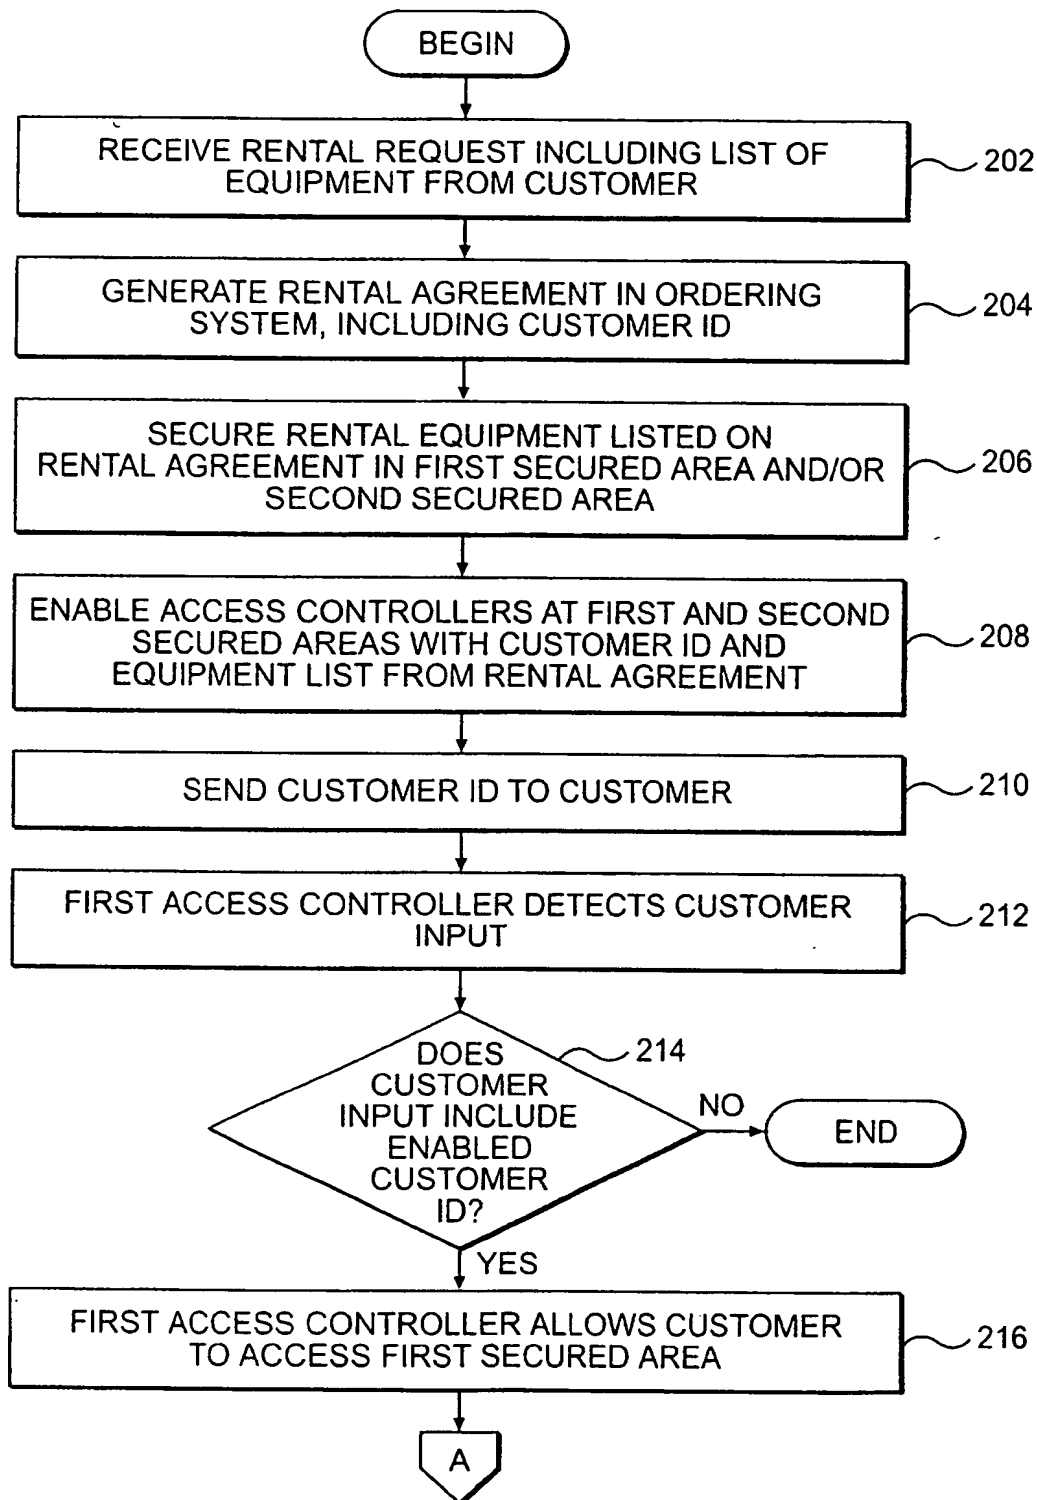 BEGIN
RECEIVE RENTAL REQUEST INCLUDING LIST OF
EQUIPMENT FROM CUSTOMER
202
GENERATE RENTAL AGREEMENT IN ORDERING
SYSTEM, INCLUDING CUSTOMER ID
204
SECURE RENTAL EQUIPMENT LISTED ON
RENTAL AGREEMENT IN FIRST SECURED AREA AND/OR
SECOND SECURED AREA
206
ENABLE ACCESS CONTROLLERS AT FIRST AND SECOND
SECURED AREAS WITH CUSTOMER ID AND
EQUIPMENT LIST FROM RENTAL AGREEMENT
208
SEND CUSTOMER ID TO CUSTOMER
210
FIRST ACCESS CONTROLLER DETECTS CUSTOMER
INPUT
212
DOES
CUSTOMER
INPUT INCLUDE
ENABLED
CUSTOMER
ID?
214
NO
END
YES
FIRST ACCESS CONTROLLER ALLOWS CUSTOMER
TO ACCESS FIRST SECURED AREA
216
A